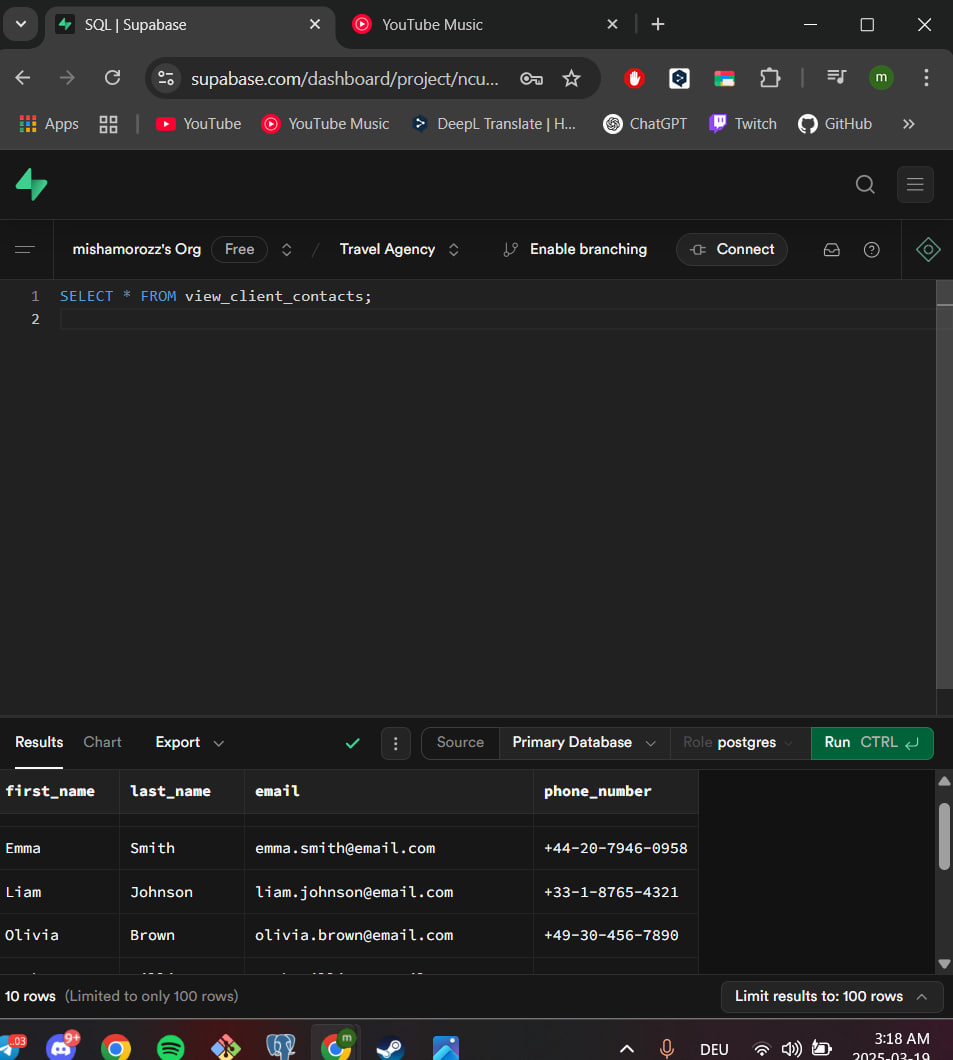 SQL | Supabase
YouTube Music
supabase.com/dashboard/project/ncu...
m
Apps
YouTube
YouTube Music
DeepL Translate | H...
ChatGPT
Twitch
GitHub
mishamorozz's Org
Free
/
Travel Agency
Enable branching
Connect
1 SELECT * FROM view_client_contacts;
2
Results
Chart
Export
Source
Primary Database
Role postgres
Run CTRL
first_name last_name email phone_number
Emma Smith emma.smith@email.com +44-20-7946-0958
Liam Johnson liam.johnson@email.com +33-1-8765-4321
Olivia Brown olivia.brown@email.com +49-30-456-7890
10 rows (Limited to only 100 rows)
Limit results to: 100 rows
9+
m
DEU
3:18 AM
2025-03-19